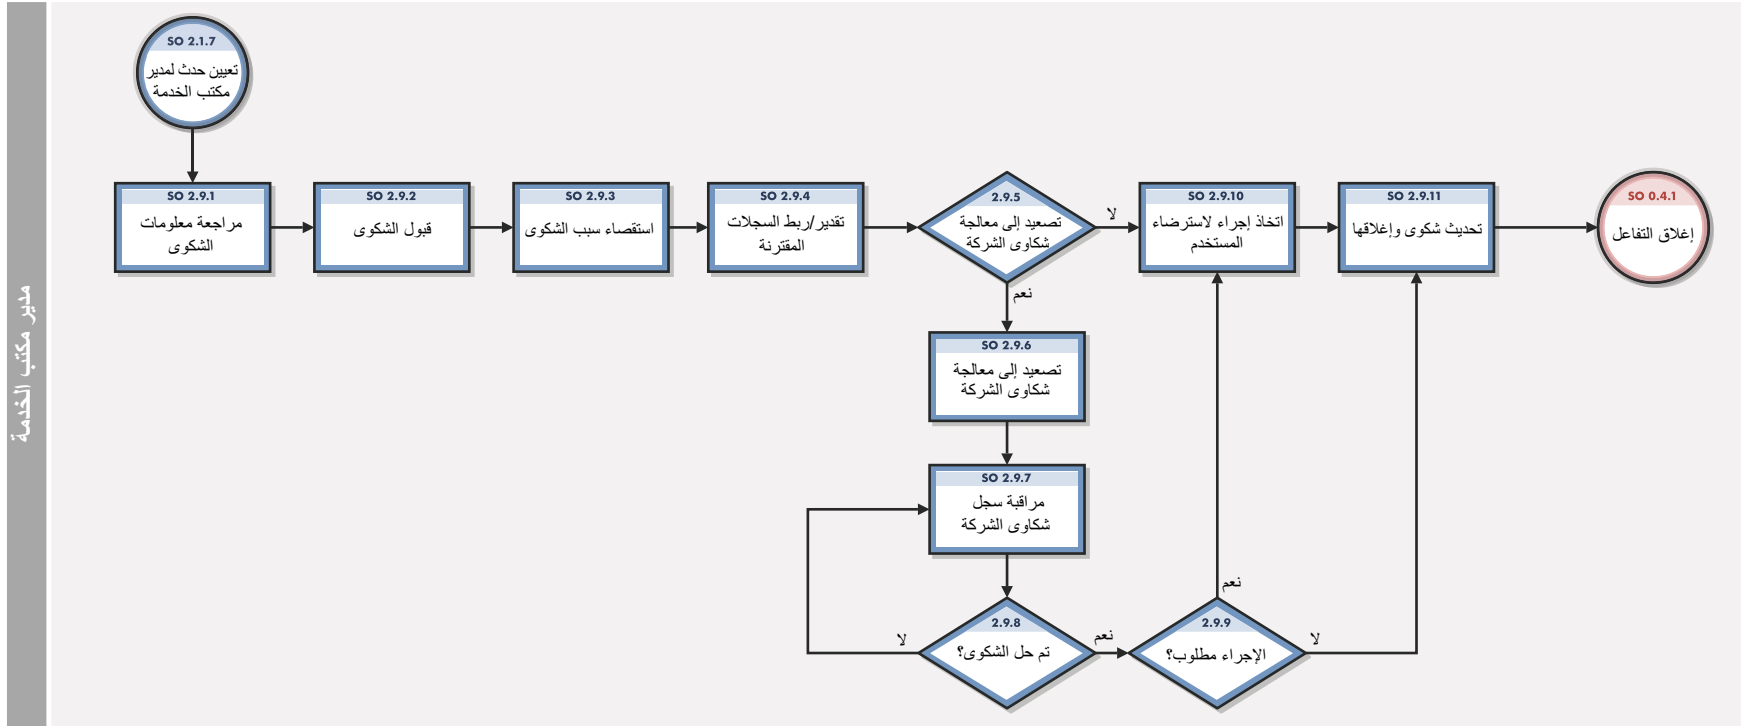 مدير مكتب الخدمة
SO 2.1.7
تعيين حدث لمدير
مكتب الخدمة
SO 2.9.1
مراجعة معلومات
الشكوى
SO 2.9.2
قبول الشكوى
SO 2.9.3
استقصاء سبب الشكوى
SO 2.9.4
تقدير/ربط السجلات
المقترنة
2.9.5
تصعيد إلى معالجة
شكاوى الشركة
لا
نعم
SO 2.9.10
اتخاذ إجراء لاسترضاء
المستخدم
SO 2.9.11
تحديث شكوى وإغلاقها
SO 0.4.1
إغلاق التفاعل
SO 2.9.6
تصعيد إلى معالجة
شكاوى الشركة
SO 2.9.7
مراقبة سجل
شكاوى الشركة
2.9.8
تم حل الشكوى؟
لا
نعم
2.9.9
الإجراء مطلوب؟
نعم
لا